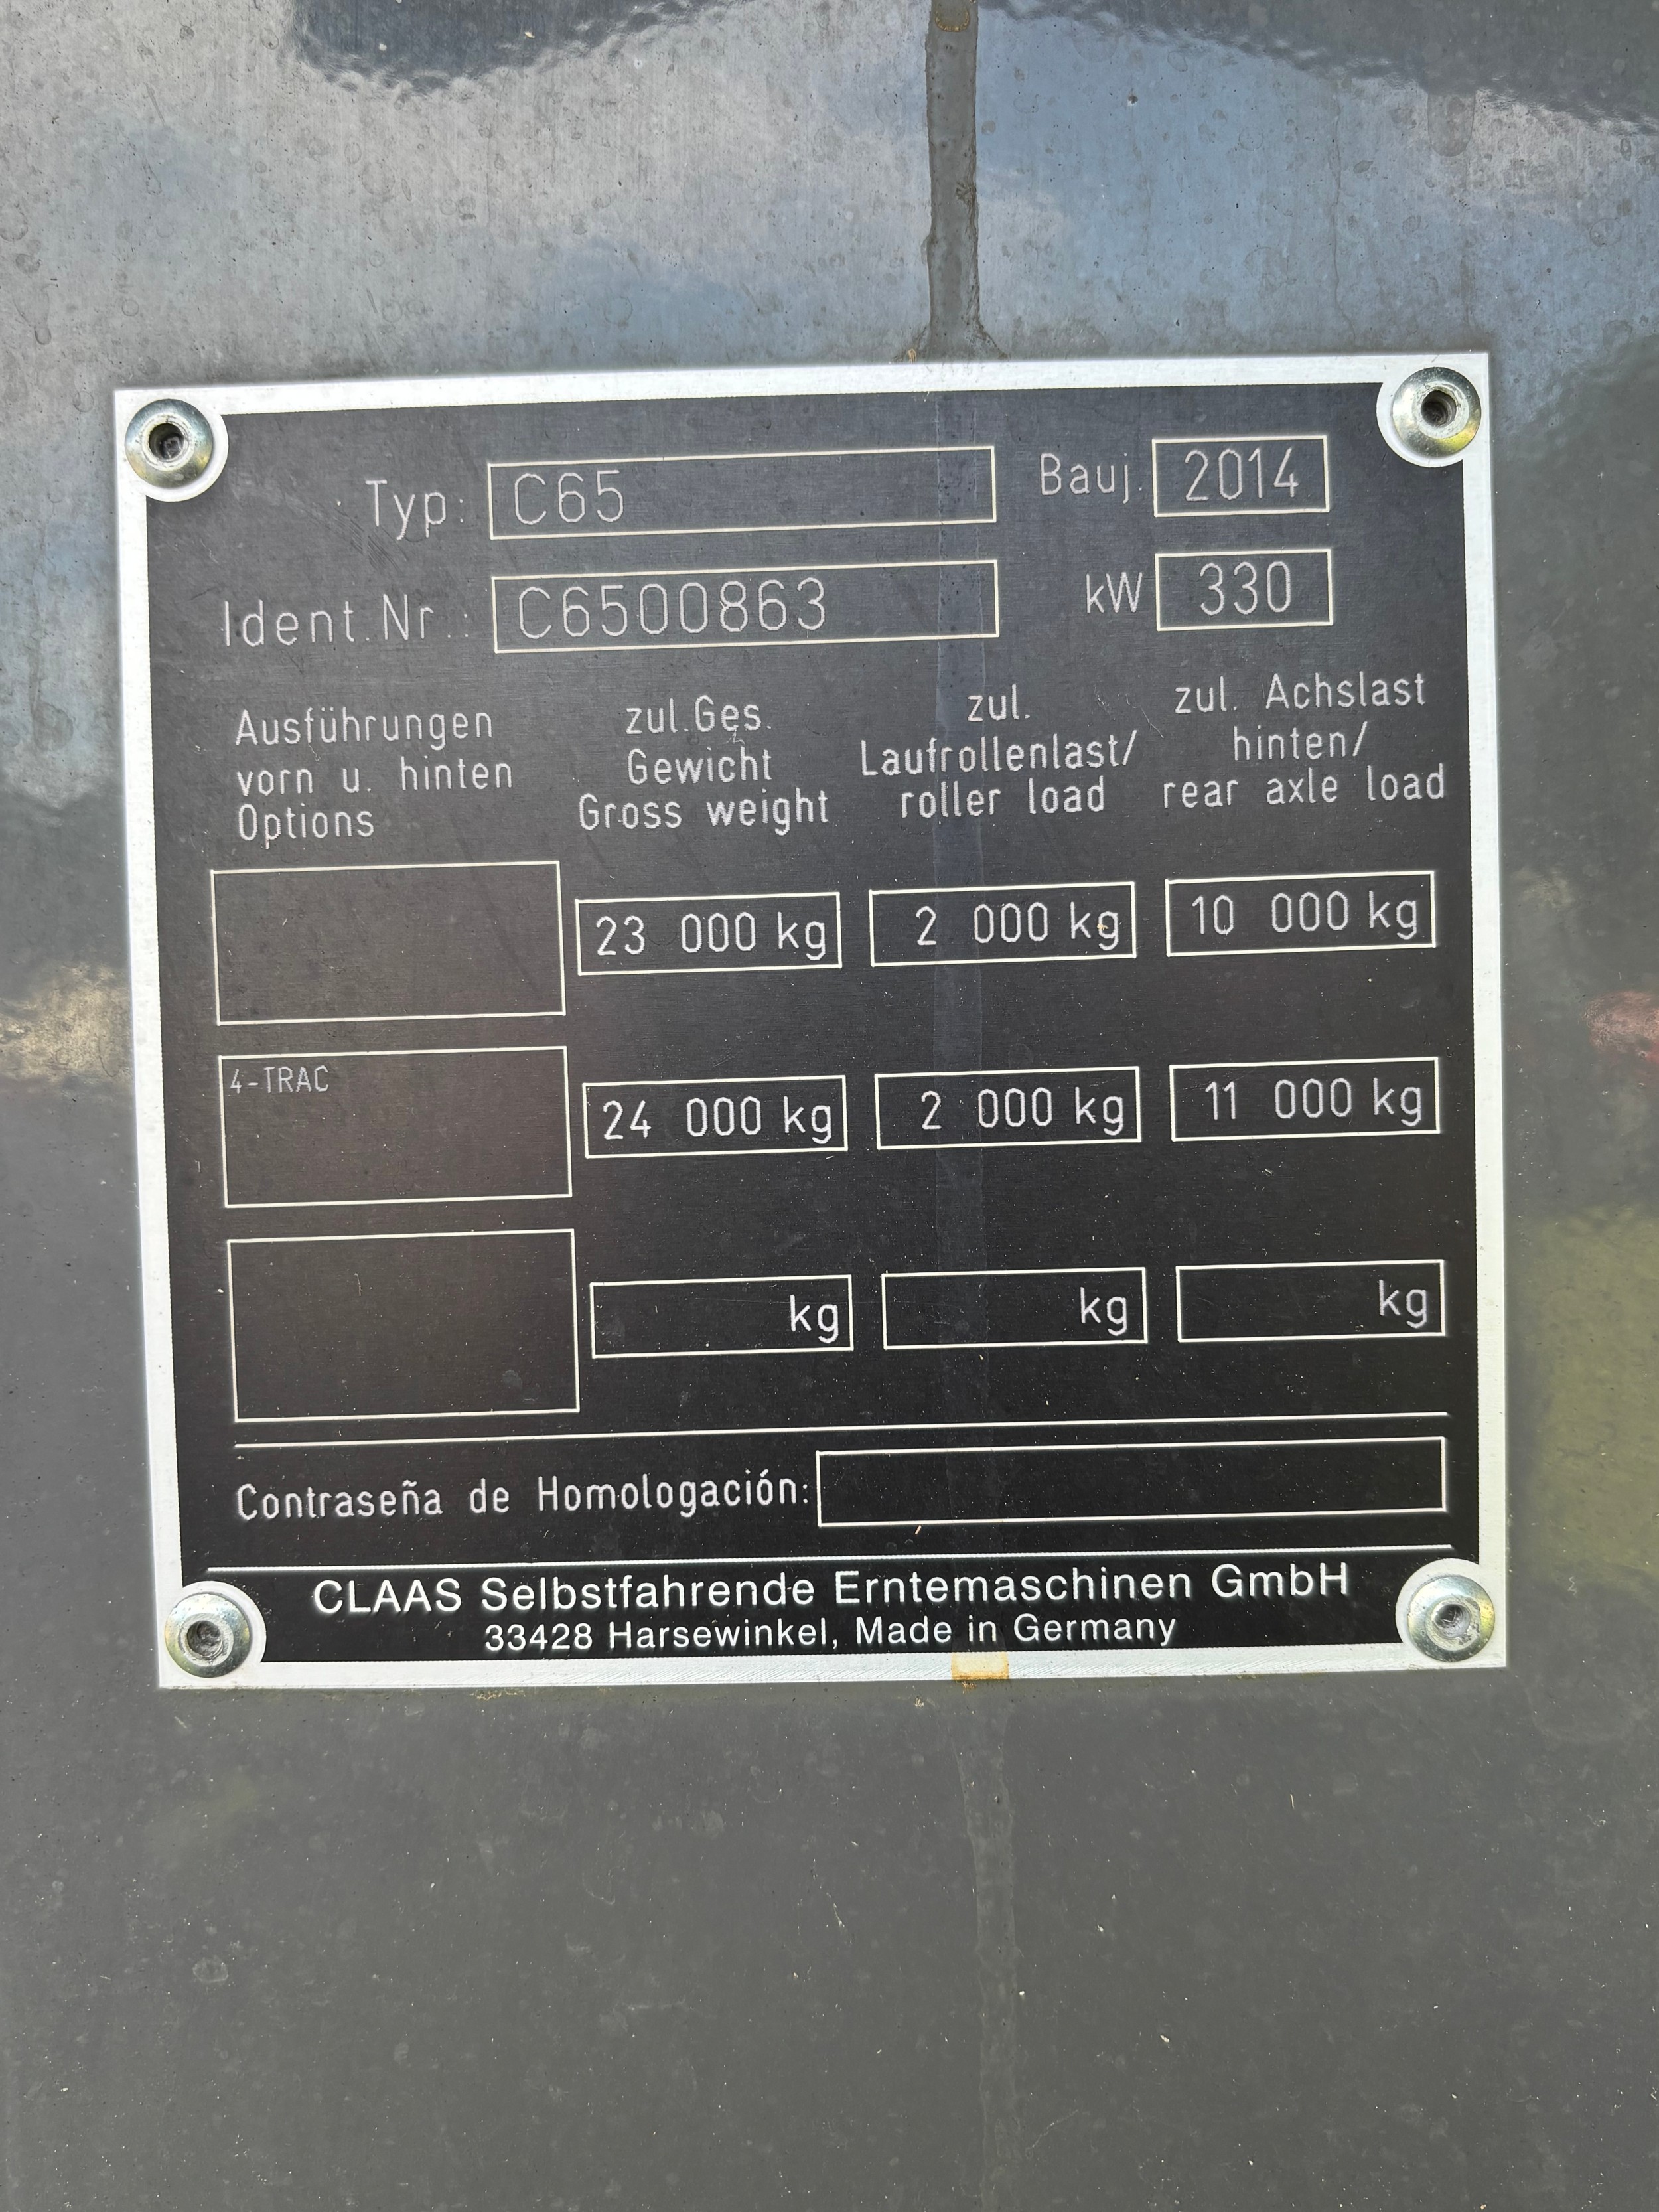 Typ: C65 Bauj. 2014
Ident.Nr.: C6500863 kW 330
Ausführungen
vorn u. hinten
Options
zul.Ges.
Gewicht
Gross weight
zul.
Laufrollenlast/
roller load
zul. Achslast
hinten/
rear axle load
23 000 kg 2 000 kg 10 000 kg
4-TRAC
24 000 kg 2 000 kg 11 000 kg
kg kg kg
Contraseña de Homologación:
CLAAS Selbstfahrende Erntemaschinen GmbH
33428 Harsewinkel, Made in Germany